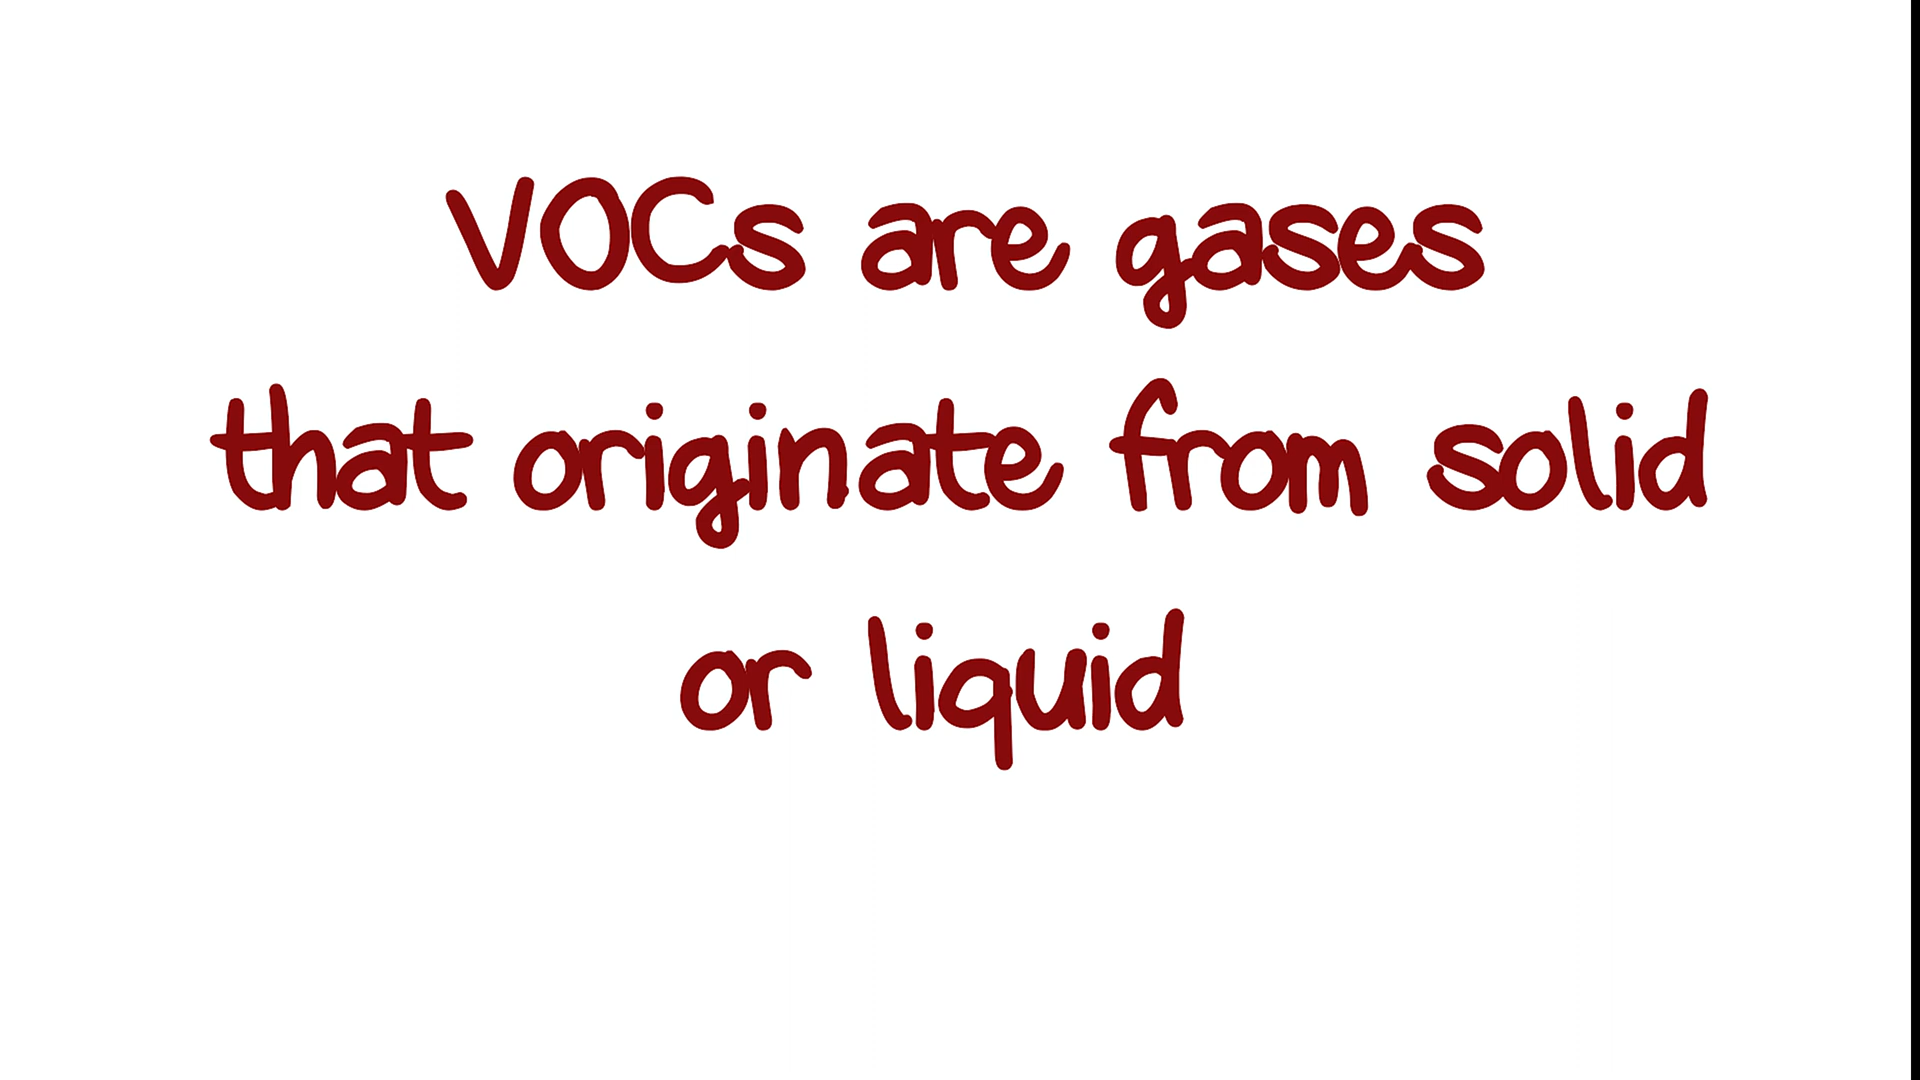 VOCs are gases
that originate from solid
or liquid